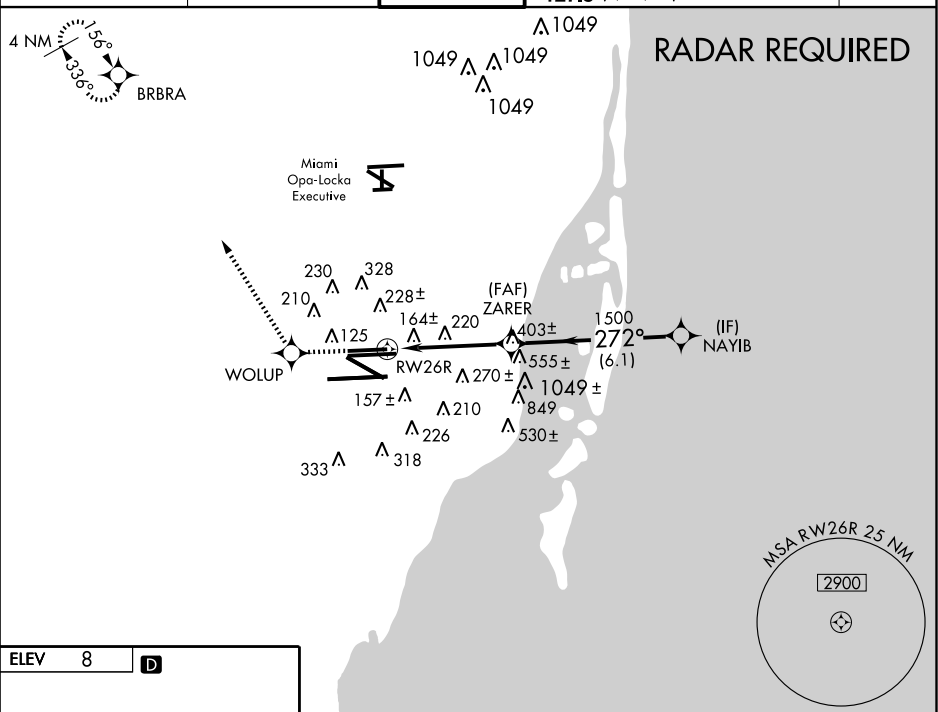 4 NM
156°
336°
BRBRA
1049
1049
1049
1049
RADAR REQUIRED
Miami
Opa-Locka
Executive
230
328
210
228±
(FAF)
ZARER
125
164±
220
403±
1500
272°
(6.1)
(IF)
NAYIB
WOLUP
RW26R
555±
270±
1049±
157±
210
849
226
530±
333
318
MSA RW26R 25 NM
2900
ELEV 8
D